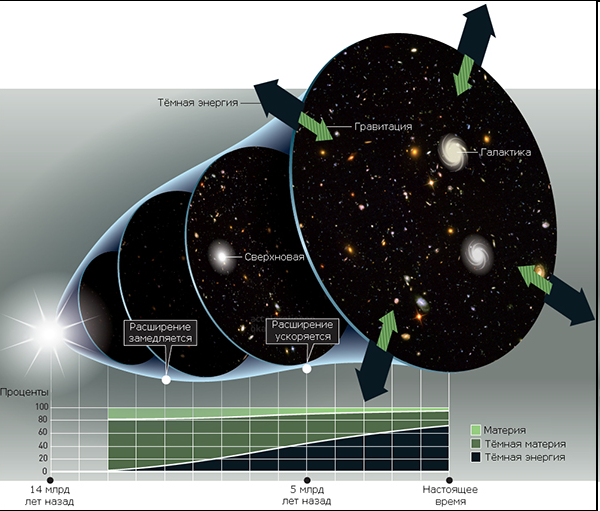 Тёмная энергия
Гравитация
Галактика
Сверхновая
Расширение
замедляется
Расширение
ускоряется
Проценты
100
80
60
40
20
0
Материя
Тёмная материя
Тёмная энергия
14 млрд
лет назад
5 млрд
лет назад
Настоящее
время